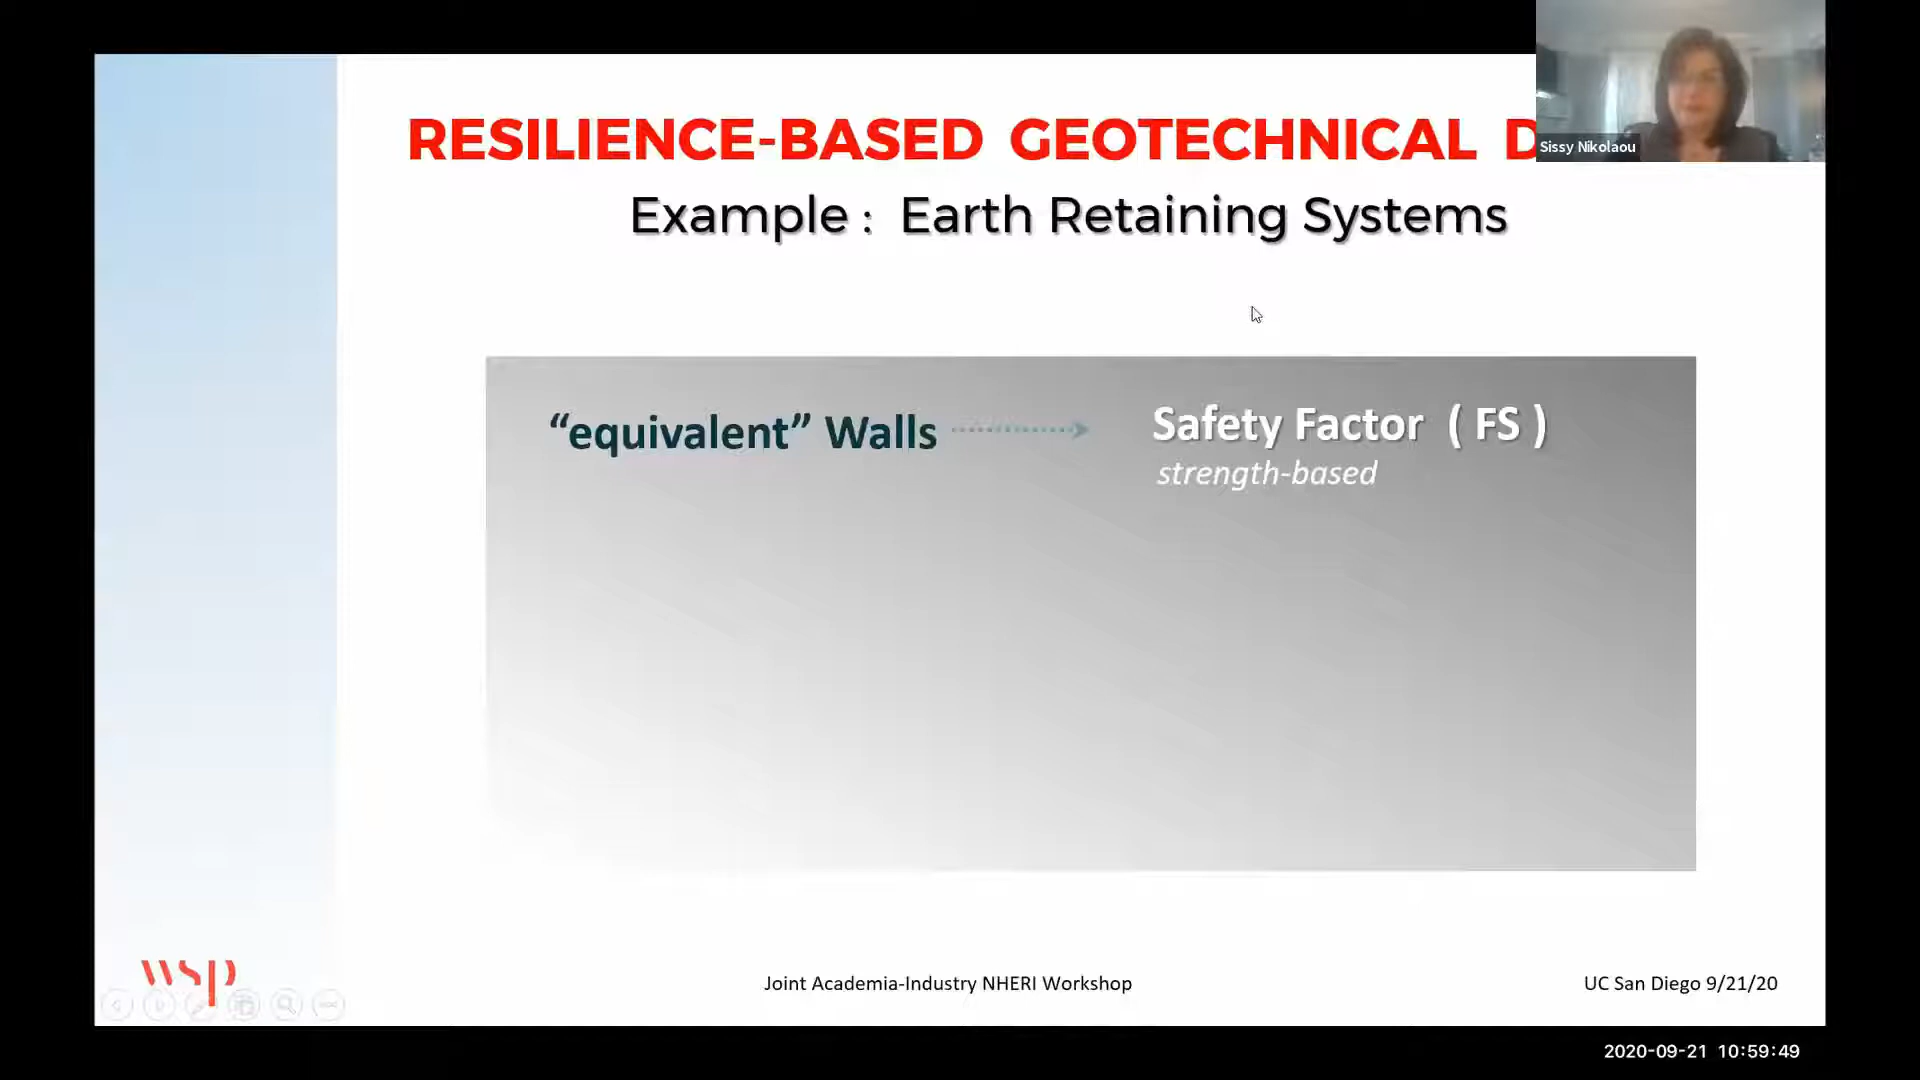 RESILIENCE-BASED GEOTECHNICAL D
Sissy Nikolaou
Example : Earth Retaining Systems
“equivalent” Walls
Safety Factor ( FS )
strength-based
wsp
Joint Academia-Industry NHERI Workshop
UC San Diego 9/21/20
2020-09-21 10:59:49